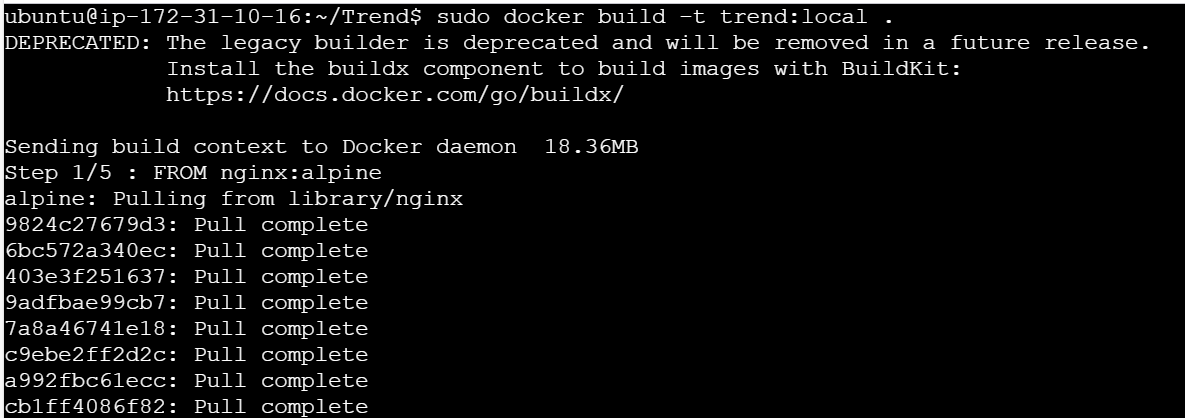 ubuntu@ip-172-31-10-16:~/Trend$ sudo docker build -t trend:local .
DEPRECATED: The legacy builder is deprecated and will be removed in a future release.
            Install the buildx component to build images with BuildKit:
            https://docs.docker.com/go/buildx/

Sending build context to Docker daemon  18.36MB
Step 1/5 : FROM nginx:alpine
alpine: Pulling from library/nginx
9824c27679d3: Pull complete
6bc572a340ec: Pull complete
403e3f251637: Pull complete
9adfbae99cb7: Pull complete
7a8a46741e18: Pull complete
c9ebe2ff2d2c: Pull complete
a992fbc61ecc: Pull complete
cb1ff4086f82: Pull complete